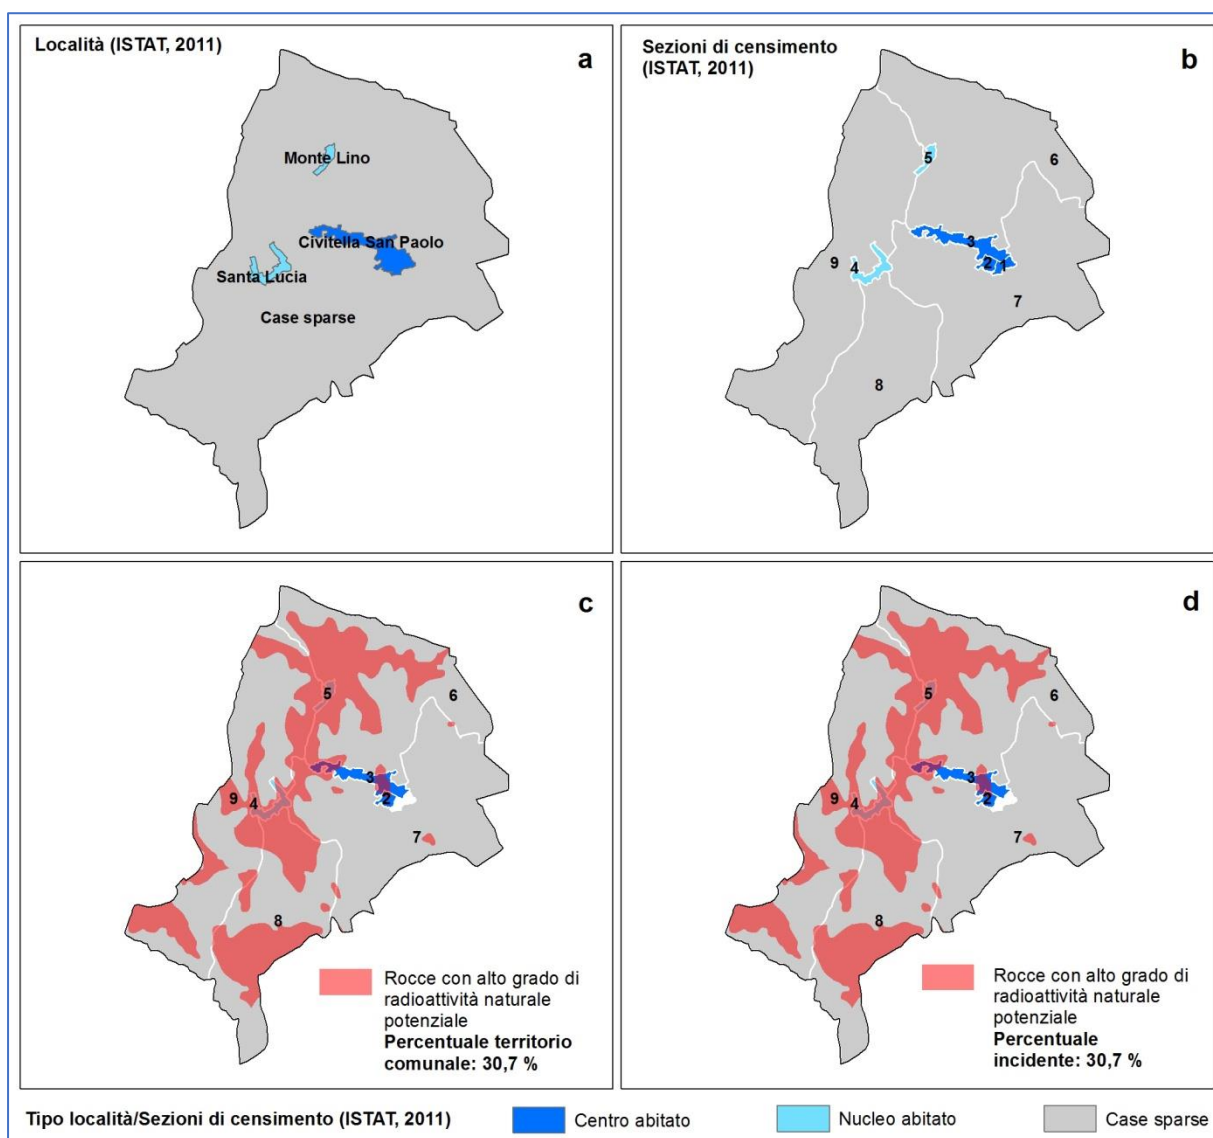 Località (ISTAT, 2011)
a
Monte Lino
Civitella San Paolo
Santa Lucia
Case sparse
Sezioni di censimento
(ISTAT, 2011)
b
5
6
3
9
4
2
1
7
8
c
5
6
3
9
4
2
7
8
Rocce con alto grado di
radioattività naturale
potenziale
Percentuale territorio
comunale: 30,7 %
d
5
6
3
9
4
2
7
8
Rocce con alto grado di
radioattività naturale
potenziale
Percentuale
incidente: 30,7 %
Tipo località/Sezioni di censimento (ISTAT, 2011)
Centro abitato
Nucleo abitato
Case sparse